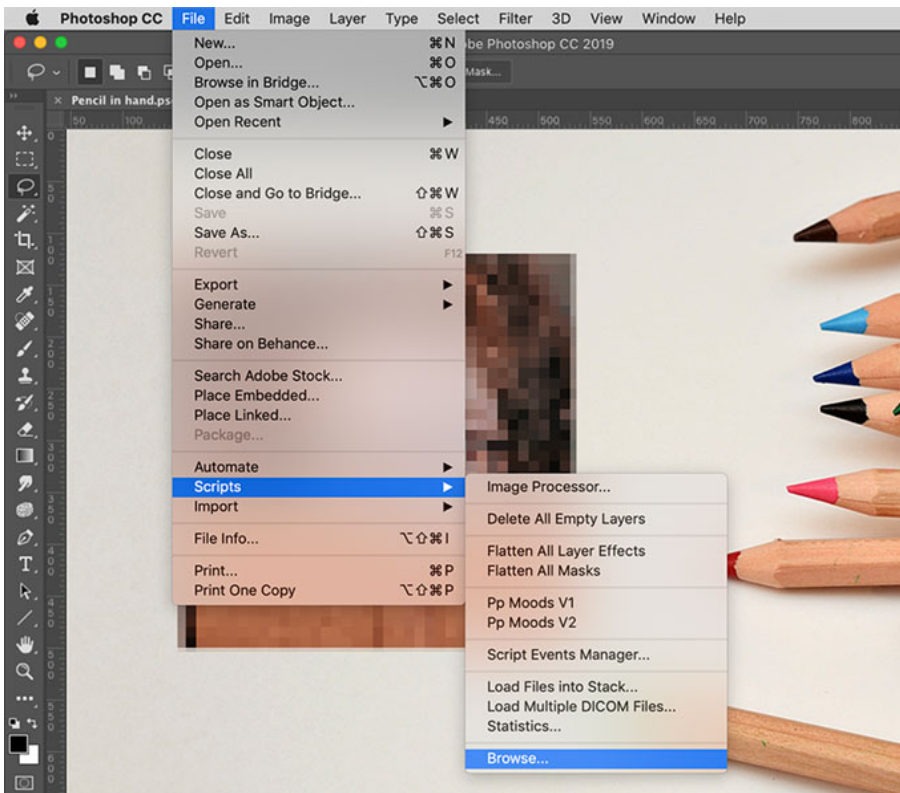 Photoshop CC File Edit Image Layer Type Select Filter 3D View Window Help
be Photoshop CC 2019
Mask...
× Pencil in hand.ps
50 100 450 500 550 600 650 700 750 800
New... ⌘N
Open... ⌘O
Browse in Bridge... ⌥⌘O
Open as Smart Object...
Open Recent ▶
Close ⌘W
Close All
Close and Go to Bridge... ⇧⌘W
Save ⌘S
Save As... ⇧⌘S
Revert F12
Export ▶
Generate ▶
Share...
Share on Behance...
Search Adobe Stock...
Place Embedded...
Place Linked...
Package...
Automate ▶
Scripts ▶
Import ▶
File Info... ⌥⇧⌘I
Print... ⌘P
Print One Copy ⌥⇧⌘P
Image Processor...
Delete All Empty Layers
Flatten All Layer Effects
Flatten All Masks
Pp Moods V1
Pp Moods V2
Script Events Manager...
Load Files into Stack...
Load Multiple DICOM Files...
Statistics...
Browse...